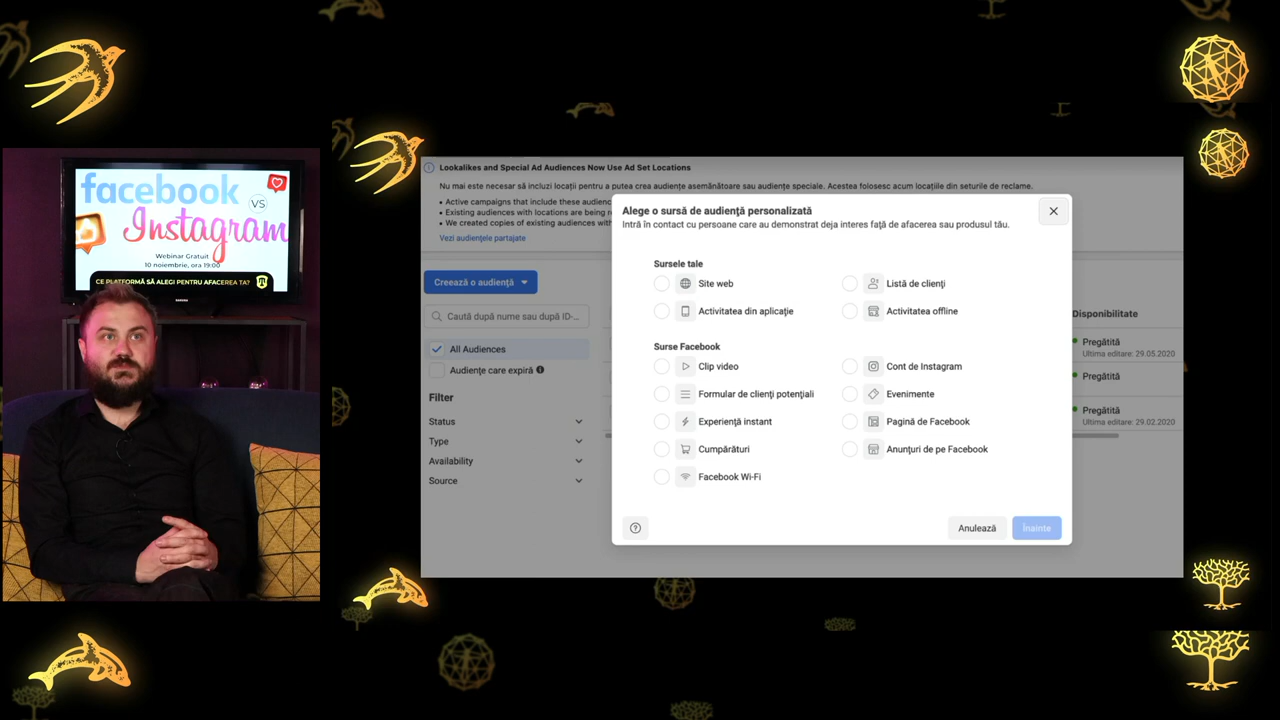 facebook
VS
Instagram
Webinar Gratuit
10 noiembrie, ora 19:00
CE PLATFORMĂ SĂ ALEGI PENTRU AFACEREA TA?
Lookalikes and Special Ad Audiences Now Use Ad Set Locations
Nu mai este necesar să incluzi locații pentru a putea crea audiențe asemănătoare sau audiențe speciale. Acestea folosesc acum locațiile din seturile de reclame.
• Active campaigns that include these audienc
• Existing audiences with locations are being r
• We created copies of existing audiences with
Vezi audiențele partajate
Creează o audiență
Caută după nume sau după ID-...
All Audiences
Audiențe care expiră
Filter
Status
Type
Availability
Source
Alege o sursă de audiență personalizată
Intră în contact cu persoane care au demonstrat deja interes față de afacerea sau produsul tău.
Sursele tale
Site web
Listă de clienți
Activitatea din aplicație
Activitatea offline
Surse Facebook
Clip video
Cont de Instagram
Formular de clienți potențiali
Evenimente
Experiență instant
Pagină de Facebook
Cumpărături
Anunțuri de pe Facebook
Facebook Wi-Fi
Anulează
Înainte
Disponibilitate
Pregătită
Ultima editare: 29.05.2020
Pregătită
Pregătită
Ultima editare: 29.02.2020